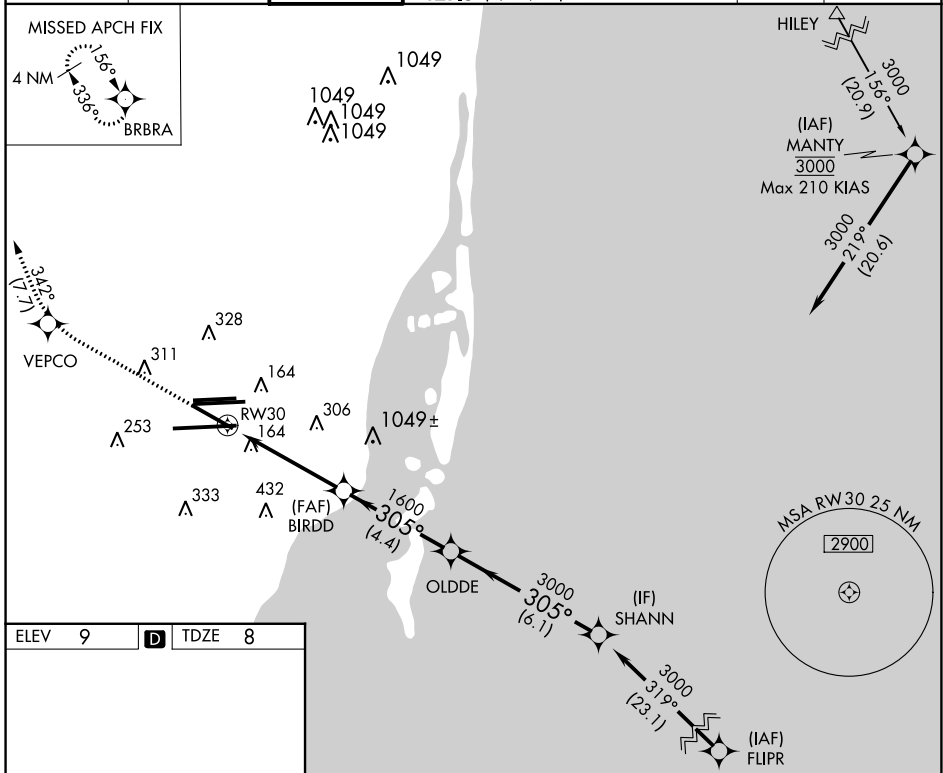 MISSED APCH FIX
4 NM
156°
336°
BRBRA
1049
1049
1049
1049
HILEY
3000
156°
(20.9)
(IAF)
MANTY
3000
Max 210 KIAS
3000
219°
(20.6)
342°
(7.7)
VEPCO
328
311
164
RW30
306
1049±
253
164
333
432
(FAF)
BIRDD
1600
305°
(4.4)
OLDDE
3000
305°
(6.1)
(IF)
SHANN
3000
319°
(23.1)
(IAF)
FLIPR
MSA RW30 25 NM
2900
ELEV 9 D TDZE 8